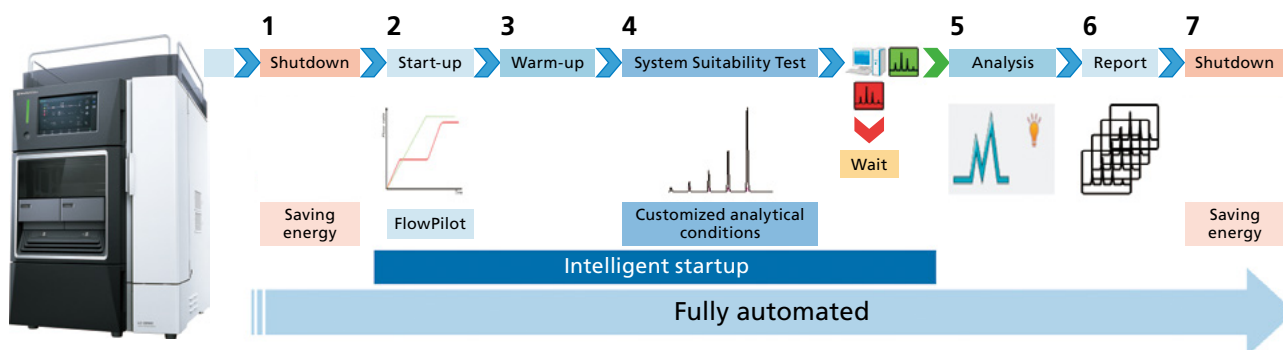 1
2
3
4
5
6
7
Shutdown
Start-up
Warm-up
System Suitability Test
Analysis
Report
Shutdown
Wait
Saving
energy
FlowPilot
Customized analytical
conditions
Saving
energy
Intelligent startup
Fully automated